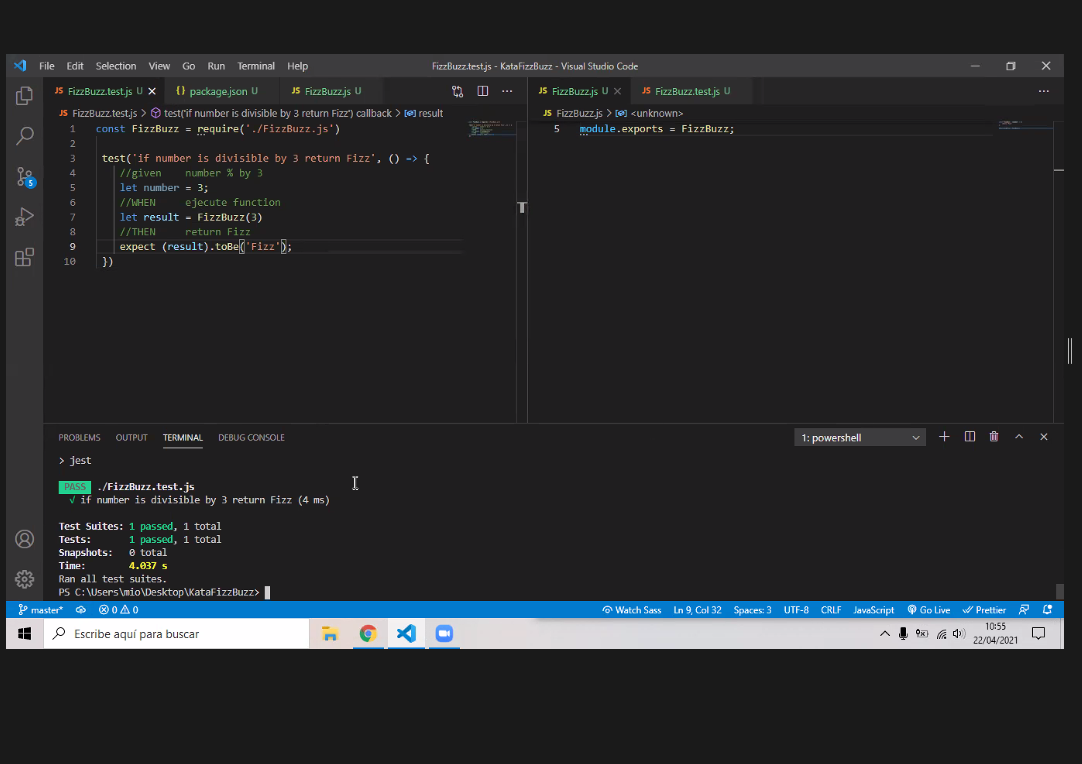 File Edit Selection View Go Run Terminal Help FizzBuzz.test.js - KataFizzBuzz - Visual Studio Code
JS FizzBuzz.test.js U {} package.json U JS FizzBuzz.js U
JS FizzBuzz.test.js > test('if number is divisible by 3 return Fizz') callback > result
1 const FizzBuzz = require('./FizzBuzz.js')
2
3 test('if number is divisible by 3 return Fizz', () => {
4 //given number % by 3
5 let number = 3;
6 //WHEN ejecute function
7 let result = FizzBuzz(3)
8 //THEN return Fizz
9 expect (result).toBe('Fizz');
10 })
JS FizzBuzz.js U JS FizzBuzz.test.js U
JS FizzBuzz.js > <unknown>
5 module.exports = FizzBuzz;
5
PROBLEMS OUTPUT TERMINAL DEBUG CONSOLE 1: powershell
> jest
PASS ./FizzBuzz.test.js
√ if number is divisible by 3 return Fizz (4 ms)
Test Suites: 1 passed, 1 total
Tests: 1 passed, 1 total
Snapshots: 0 total
Time: 4.037 s
Ran all test suites.
PS C:\Users\mio\Desktop\KataFizzBuzz>
master* 0 0 Watch Sass Ln 9, Col 32 Spaces: 3 UTF-8 CRLF JavaScript Go Live Prettier
Escribe aquí para buscar
10:55
22/04/2021